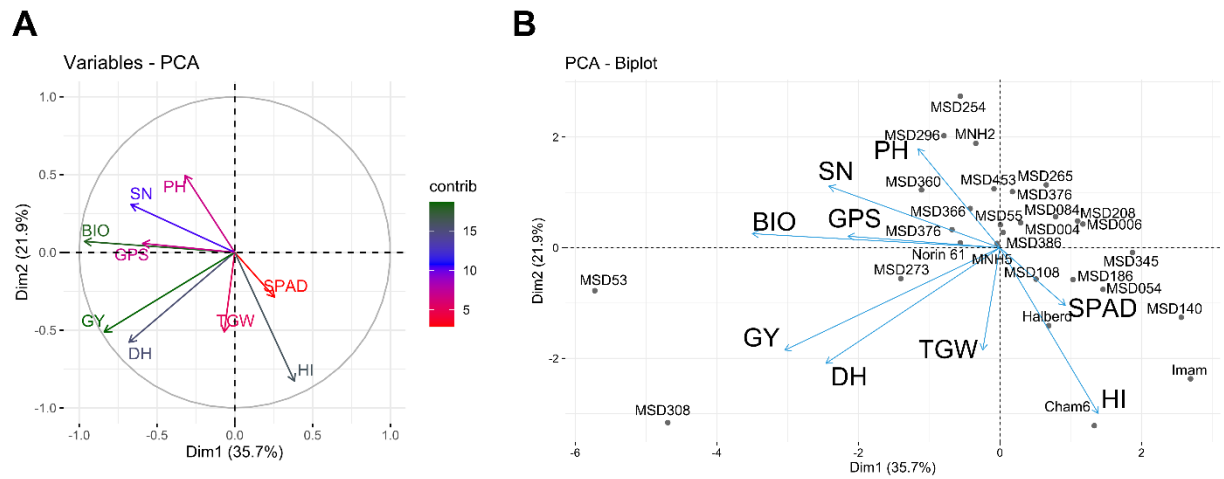 A
B
Variables - PCA
PCA - Biplot
1.0
0.5
0.0
-0.5
-1.0
Dim2 (21.9%)
PH
SN
BIO
GPS
SPAD
GY
TGW
DH
HI
-1.0 -0.5 0.0 0.5 1.0
Dim1 (35.7%)
contrib
15
10
5
2
0
-2
Dim2 (21.9%)
MSD254
MSD296 MNH2
PH
SN
MSD453 MSD265
MSD360 MSD376
BIO GPS MSD366 MSD55 MSD084 MSD208
MSD376 MSD004 MSD006
Norin 61 MSD386
MSD53 MSD273 MNH5 MSD108 MSD345
MSD186
MSD054
SPAD MSD140
Halberd
GY TGW
DH
Imam
MSD308 Cham6 HI
-6 -4 -2 0 2
Dim1 (35.7%)